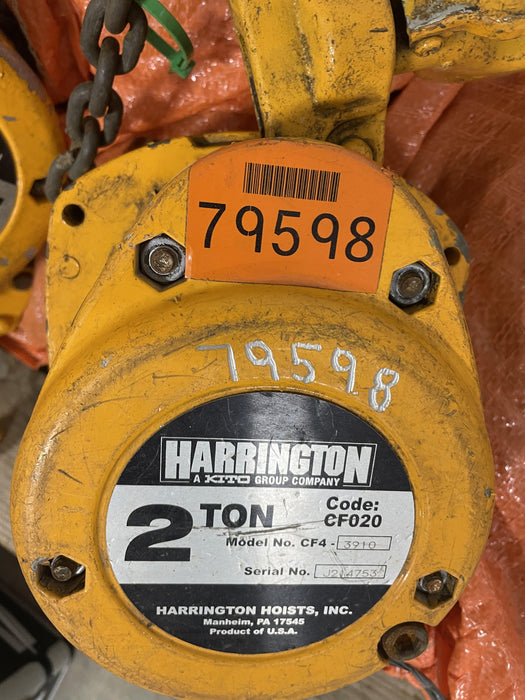 79598
79598
HARRINGTON
A KITO GROUP COMPANY
2 TON
Code:
CF020
Model No. CF4 - 3910
Serial No.
HARRINGTON HOISTS, INC.
Manheim, PA 17545
Product of U.S.A.